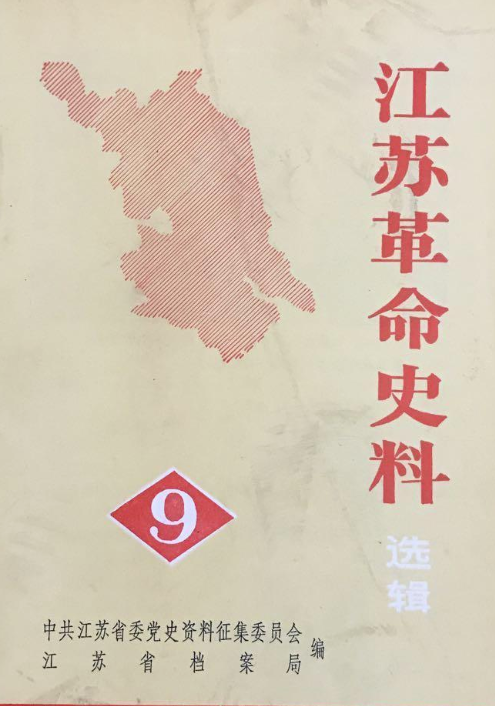 江苏革命史料
选辑
9
中共江苏省委党史资料征集委员会
江苏省档案局
编